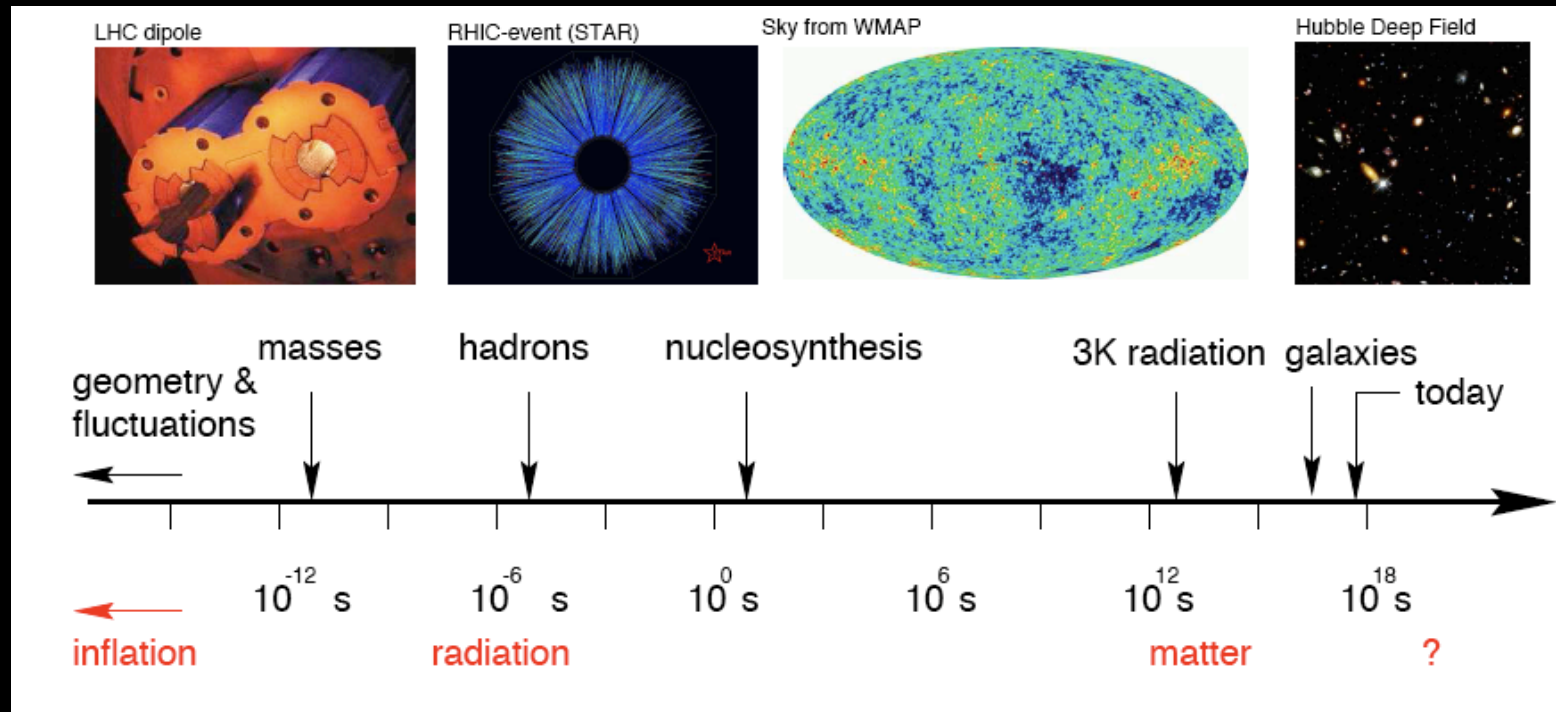 LHC dipole
RHIC-event (STAR)
Sky from WMAP
Hubble Deep Field
masses
hadrons
nucleosynthesis
3K radiation
galaxies
geometry &
fluctuations
today
10⁻¹² s
10⁻⁶ s
10⁰ s
10⁶ s
10¹² s
10¹⁸ s
inflation
radiation
matter
?